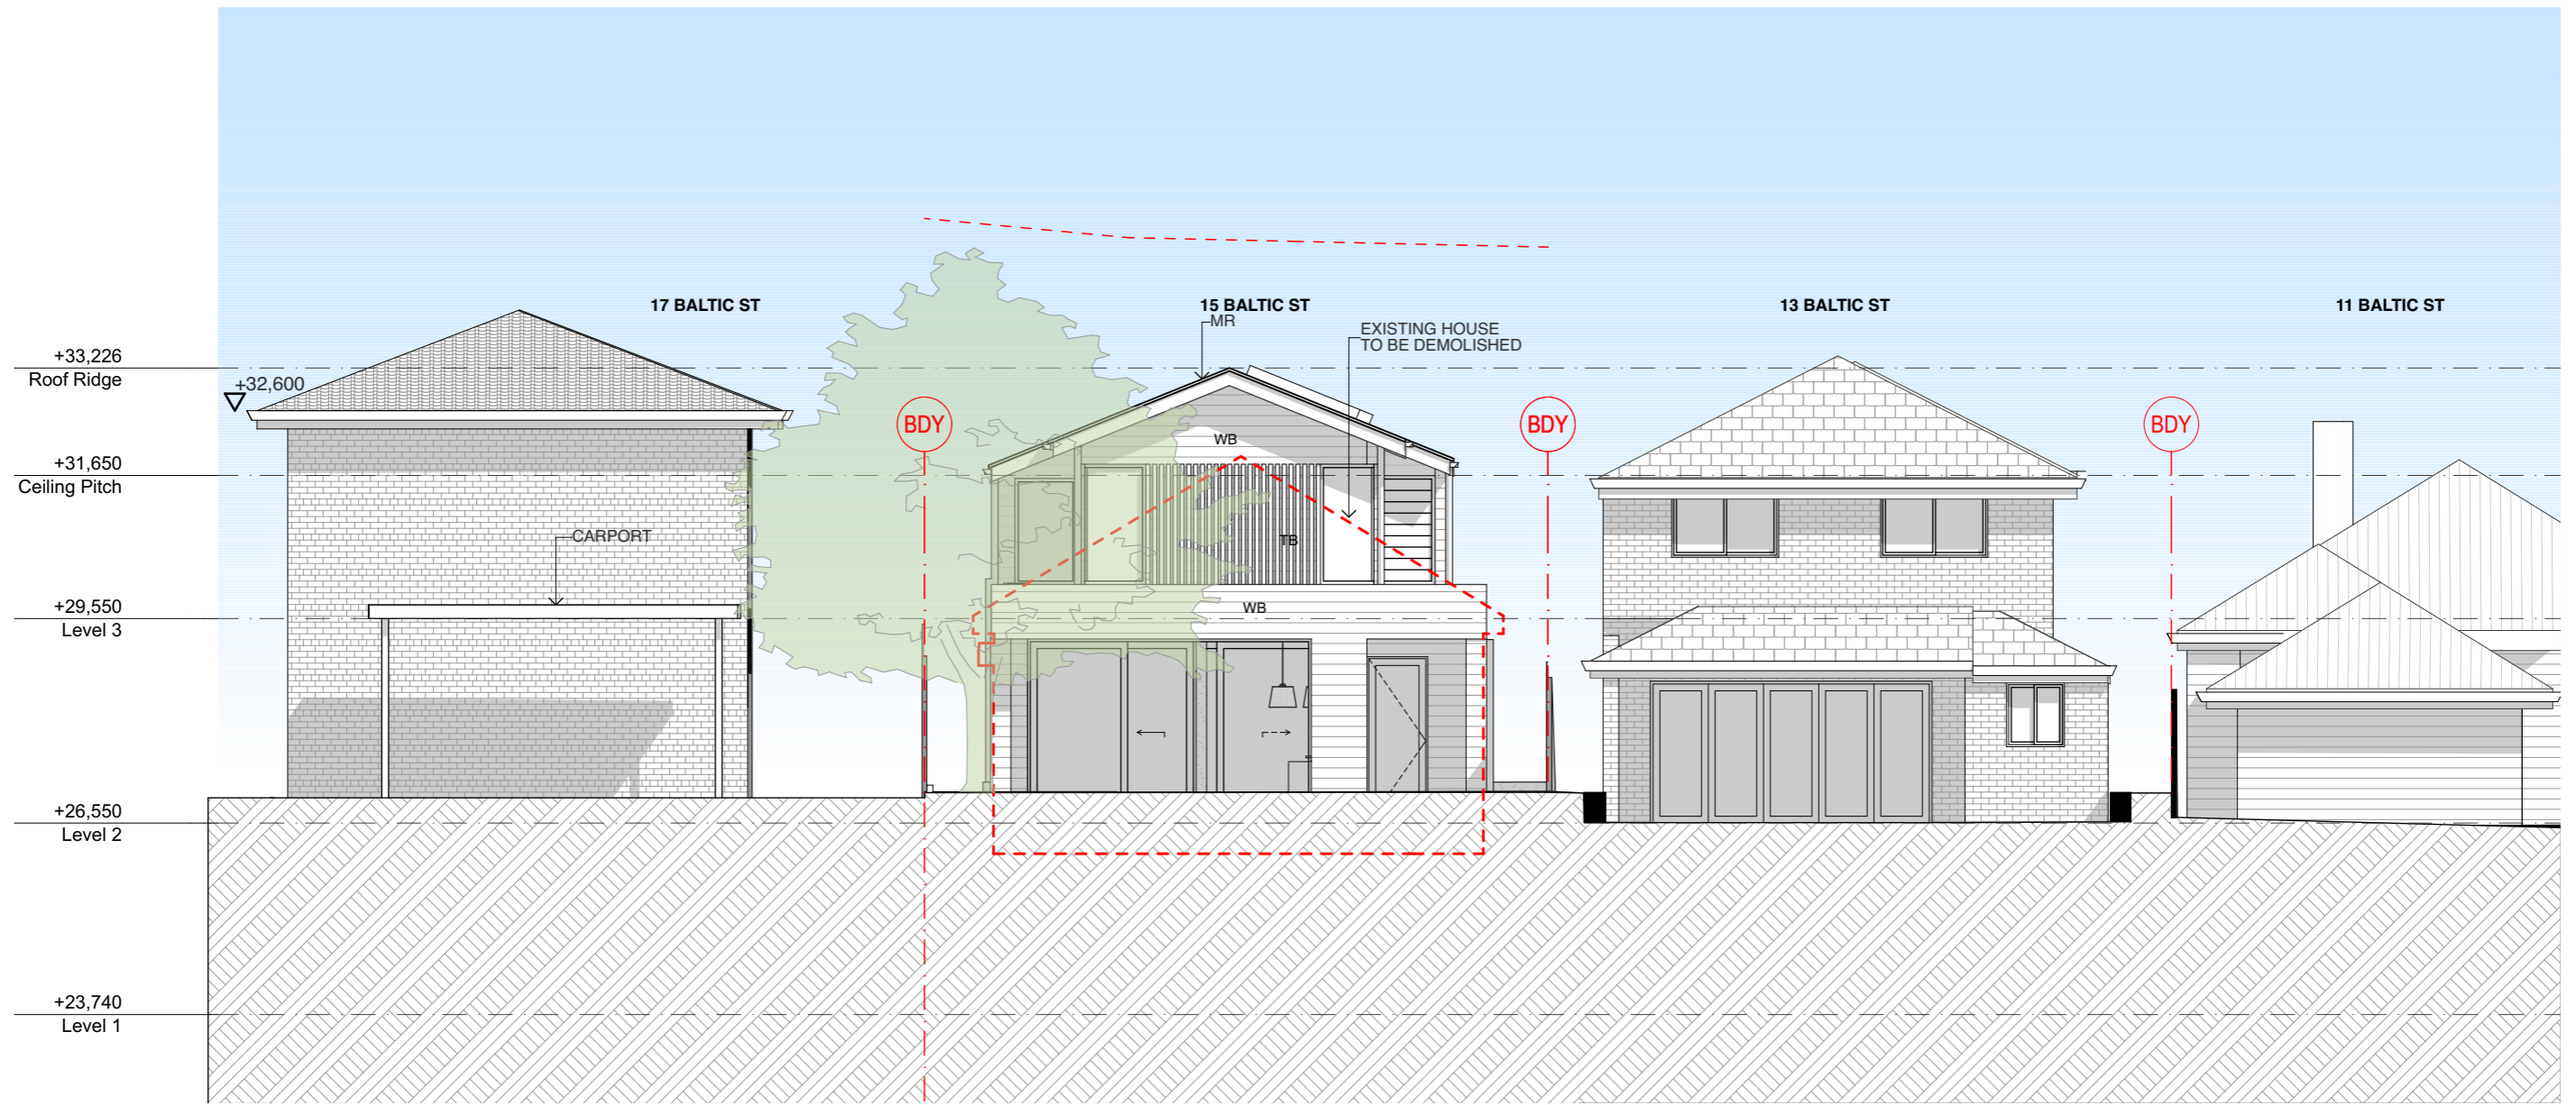 17 BALTIC ST
15 BALTIC ST
13 BALTIC ST
11 BALTIC ST
MR
EXISTING HOUSE
TO BE DEMOLISHED
+33,226
Roof Ridge
+32,600
BDY
BDY
BDY
WB
+31,650
Ceiling Pitch
CARPORT
TB
+29,550
Level 3
WB
+26,550
Level 2
+23,740
Level 1